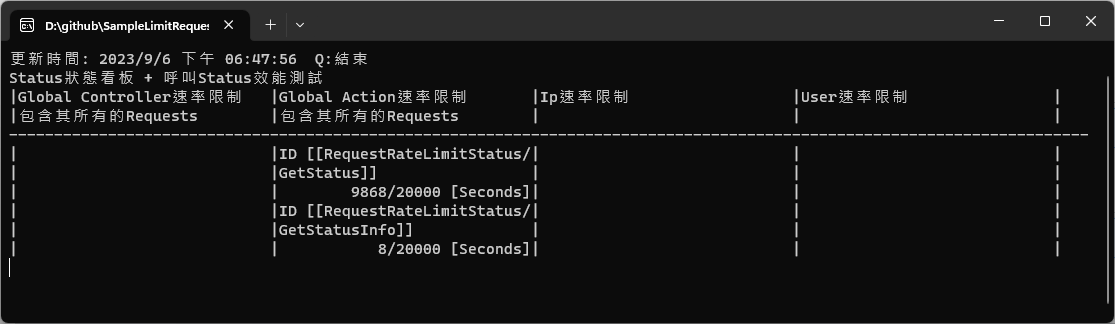 D:\github\SampleLimitReques
更新時間: 2023/9/6 下午 06:47:56  Q:結束
Status狀態看板 + 呼叫Status效能測試
|Global Controller速率限制   |Global Action速率限制       |Ip速率限制                  |User速率限制                |
|包含其所有的Requests        |包含其所有的Requests        |                            |                            |
------------------------------------------------------------------------------------------------------------------------
|                            |ID [[RequestRateLimitStatus/|                            |                            |
|                            |GetStatus]]                 |                            |                            |
|                            |        9868/20000 [Seconds]|                            |                            |
|                            |ID [[RequestRateLimitStatus/|                            |                            |
|                            |GetStatusInfo]]             |                            |                            |
|                            |           8/20000 [Seconds]|                            |                            |